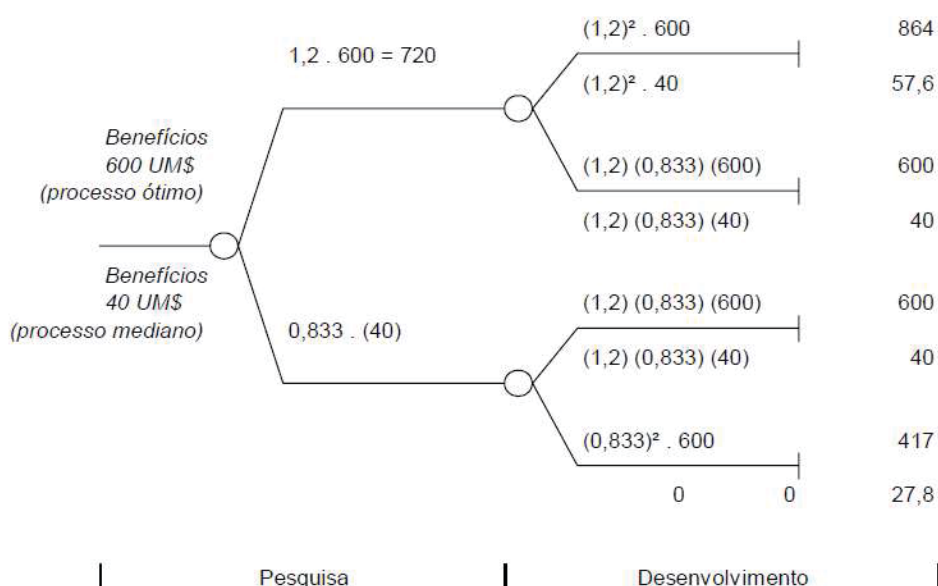 (1,2)² . 600 864
1,2 . 600 = 720
(1,2)² . 40 57,6
Benefícios
600 UM$
(processo ótimo)
(1,2) (0,833) (600) 600
(1,2) (0,833) (40) 40
Benefícios
40 UM$
(processo mediano)
0,833 . (40)
(1,2) (0,833) (600) 600
(1,2) (0,833) (40) 40
(0,833)² . 600 417
0 0 27,8
Pesquisa Desenvolvimento